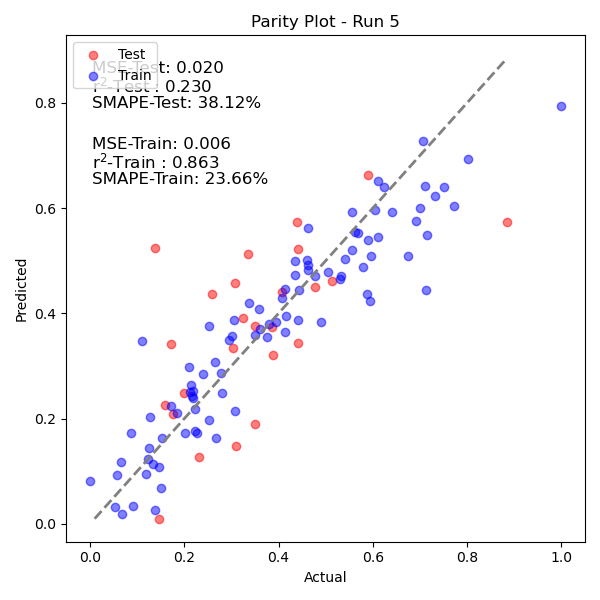 Parity Plot - Run 5
Test
Train
MSE-Test: 0.020
r²-Test : 0.230
SMAPE-Test: 38.12%
MSE-Train: 0.006
r²-Train : 0.863
SMAPE-Train: 23.66%
Predicted
0.8
0.6
0.4
0.2
0.0
0.0 0.2 0.4 0.6 0.8 1.0
Actual